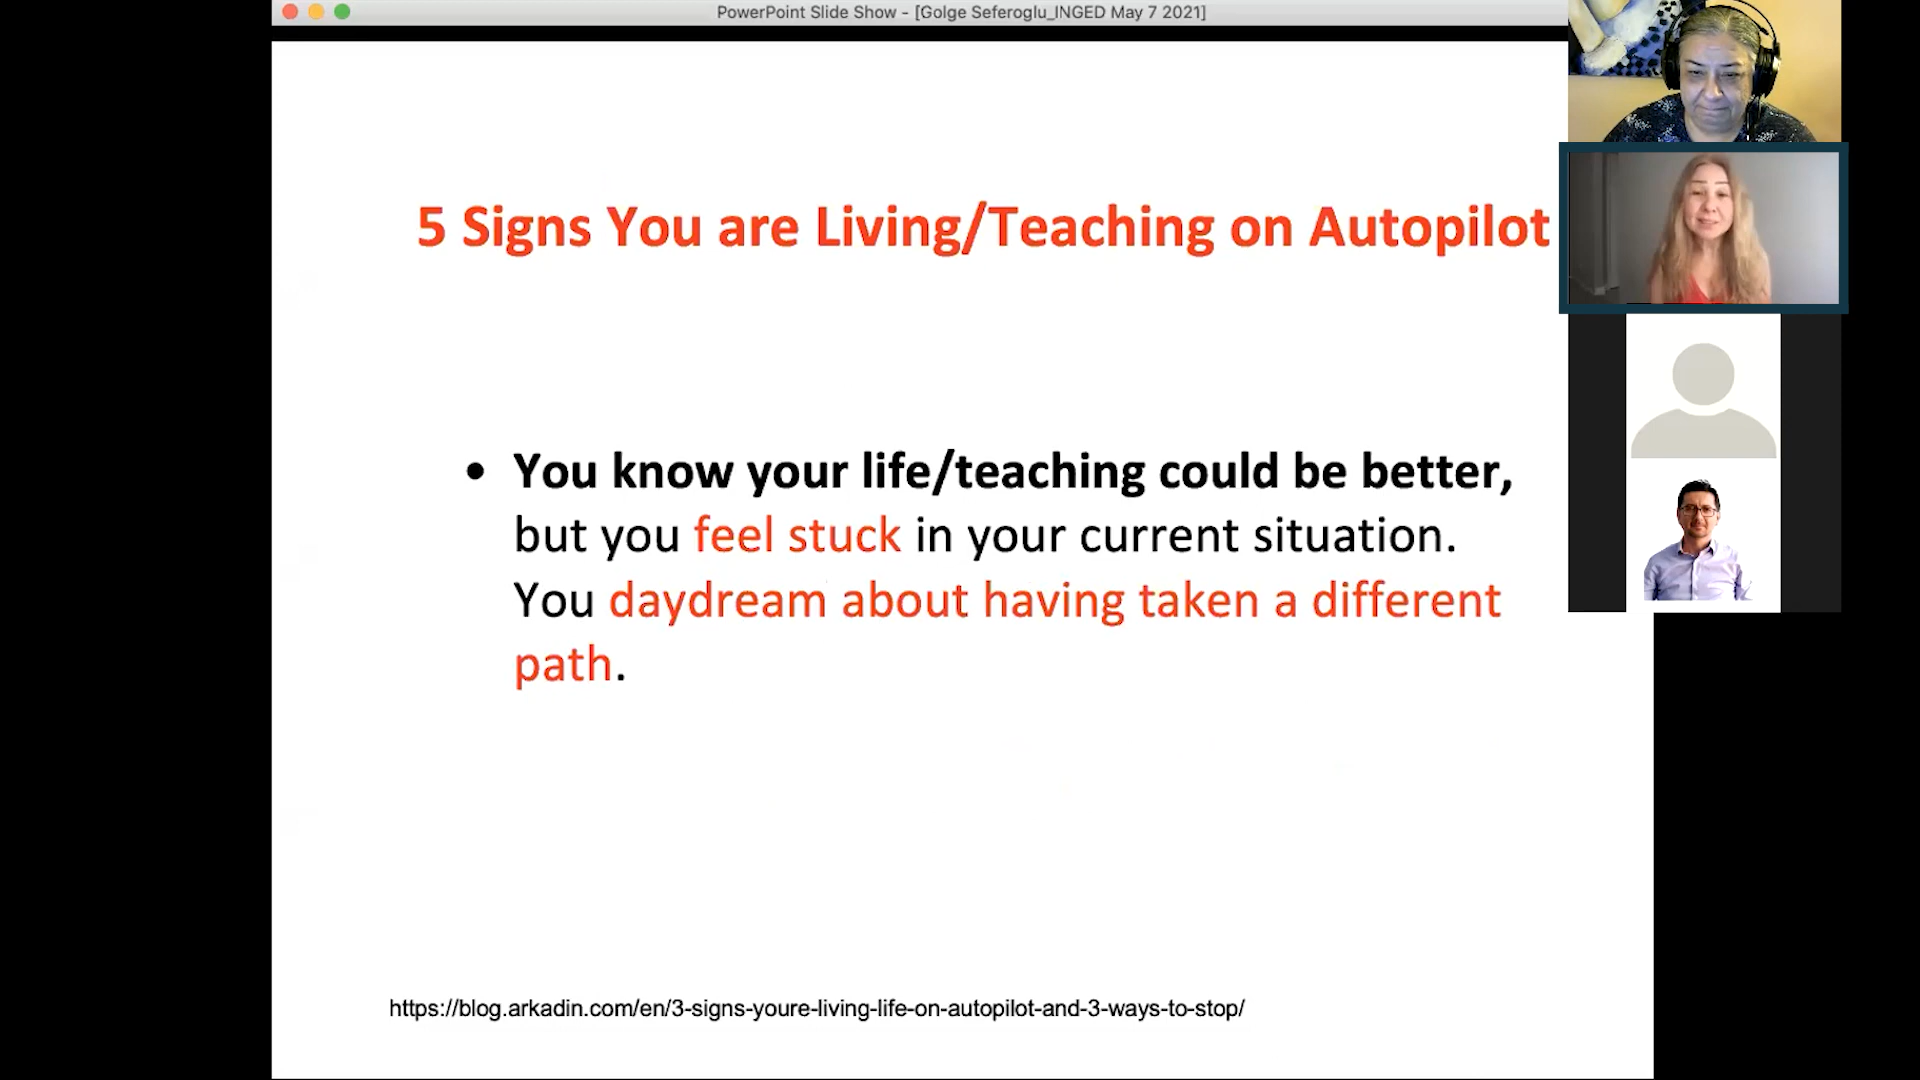 PowerPoint Slide Show - [Golge Seferoglu_INGED May 7 2021]
5 Signs You are Living/Teaching on Autopilot
• You know your life/teaching could be better,
but you feel stuck in your current situation.
You daydream about having taken a different
path.
https://blog.arkadin.com/en/3-signs-youre-living-life-on-autopilot-and-3-ways-to-stop/